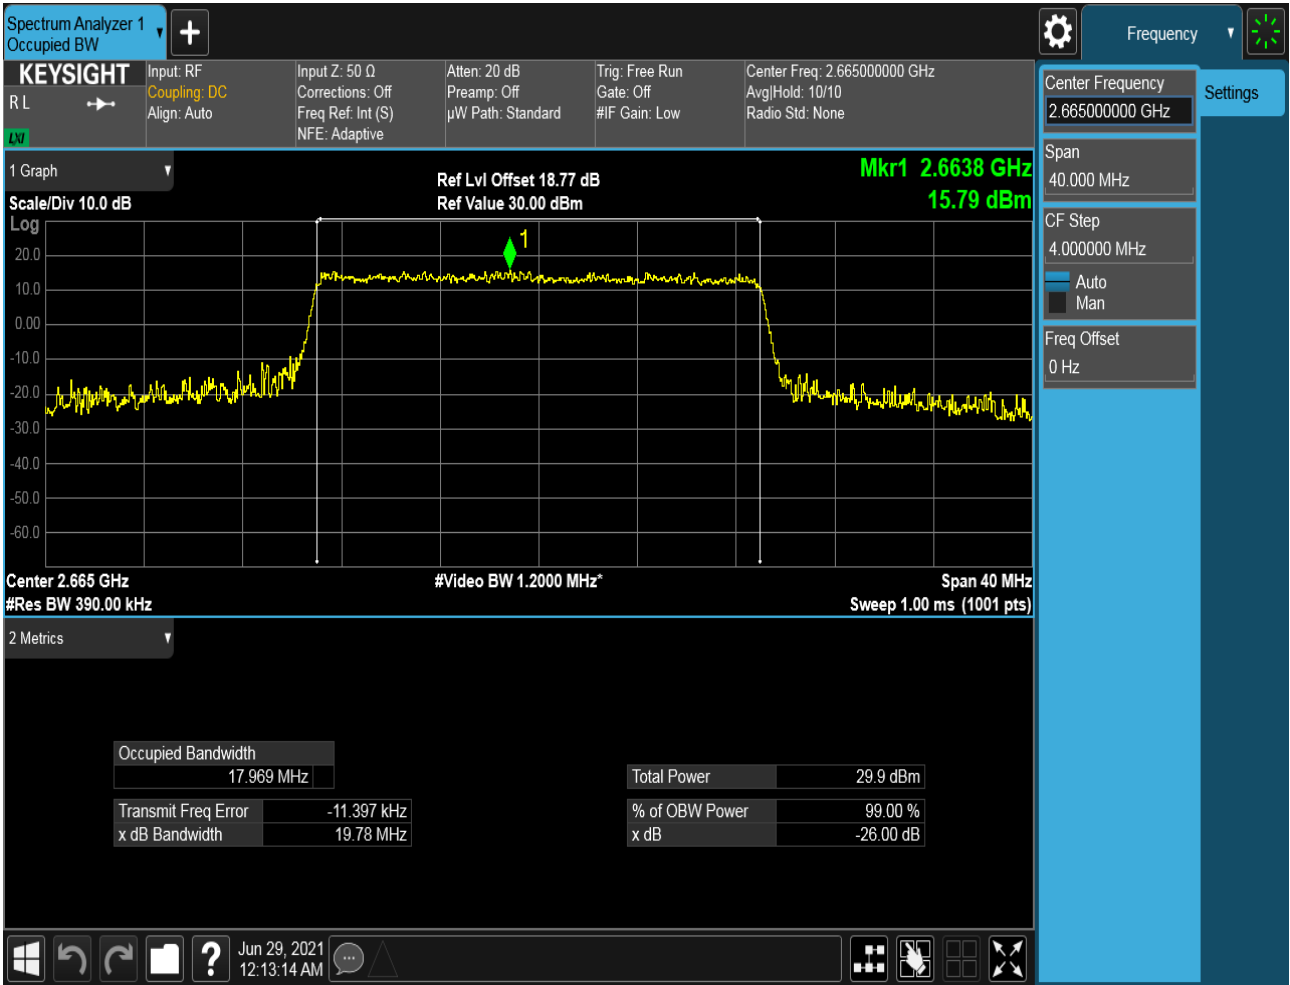 Spectrum Analyzer 1
Occupied BW
Frequency
KEYSIGHT
R L
LXI
Input: RF
Coupling: DC
Align: Auto
Input Z: 50 Ω
Corrections: Off
Freq Ref: Int (S)
NFE: Adaptive
Atten: 20 dB
Preamp: Off
µW Path: Standard
Trig: Free Run
Gate: Off
#IF Gain: Low
Center Freq: 2.665000000 GHz
Avg|Hold: 10/10
Radio Std: None
Center Frequency
2.665000000 GHz
Settings
Span
40.000 MHz
CF Step
4.000000 MHz
Auto
Man
Freq Offset
0 Hz
1 Graph
Scale/Div 10.0 dB
Ref Lvl Offset 18.77 dB
Ref Value 30.00 dBm
Mkr1 2.6638 GHz
15.79 dBm
Log
1
20.0
10.0
0.00
-10.0
-20.0
-30.0
-40.0
-50.0
-60.0
Center 2.665 GHz
#Video BW 1.2000 MHz*
Span 40 MHz
#Res BW 390.00 kHz
Sweep 1.00 ms (1001 pts)
2 Metrics
Occupied Bandwidth
17.969 MHz
Total Power 29.9 dBm
Transmit Freq Error -11.397 kHz
% of OBW Power 99.00 %
x dB Bandwidth 19.78 MHz
x dB -26.00 dB
?
Jun 29, 2021
12:13:14 AM